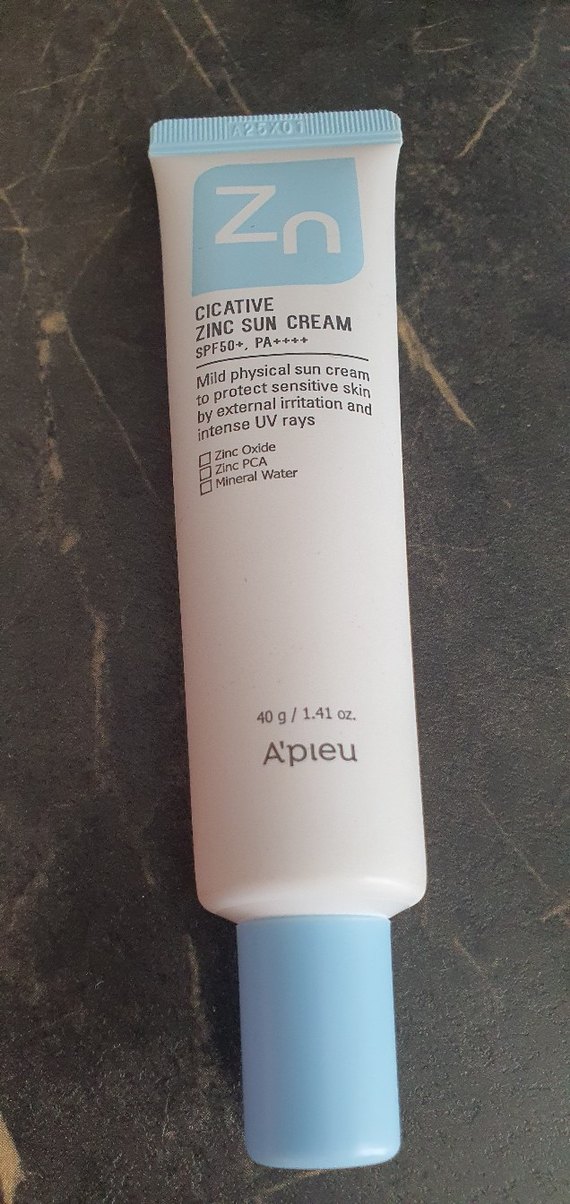 A25X01
Zn
CICATIVE
ZINC SUN CREAM
SPF50+, PA++++
Mild physical sun cream
to protect sensitive skin
by external irritation and
intense UV rays
Zinc Oxide
Zinc PCA
Mineral Water
40 g / 1.41 oz.
A'pieu